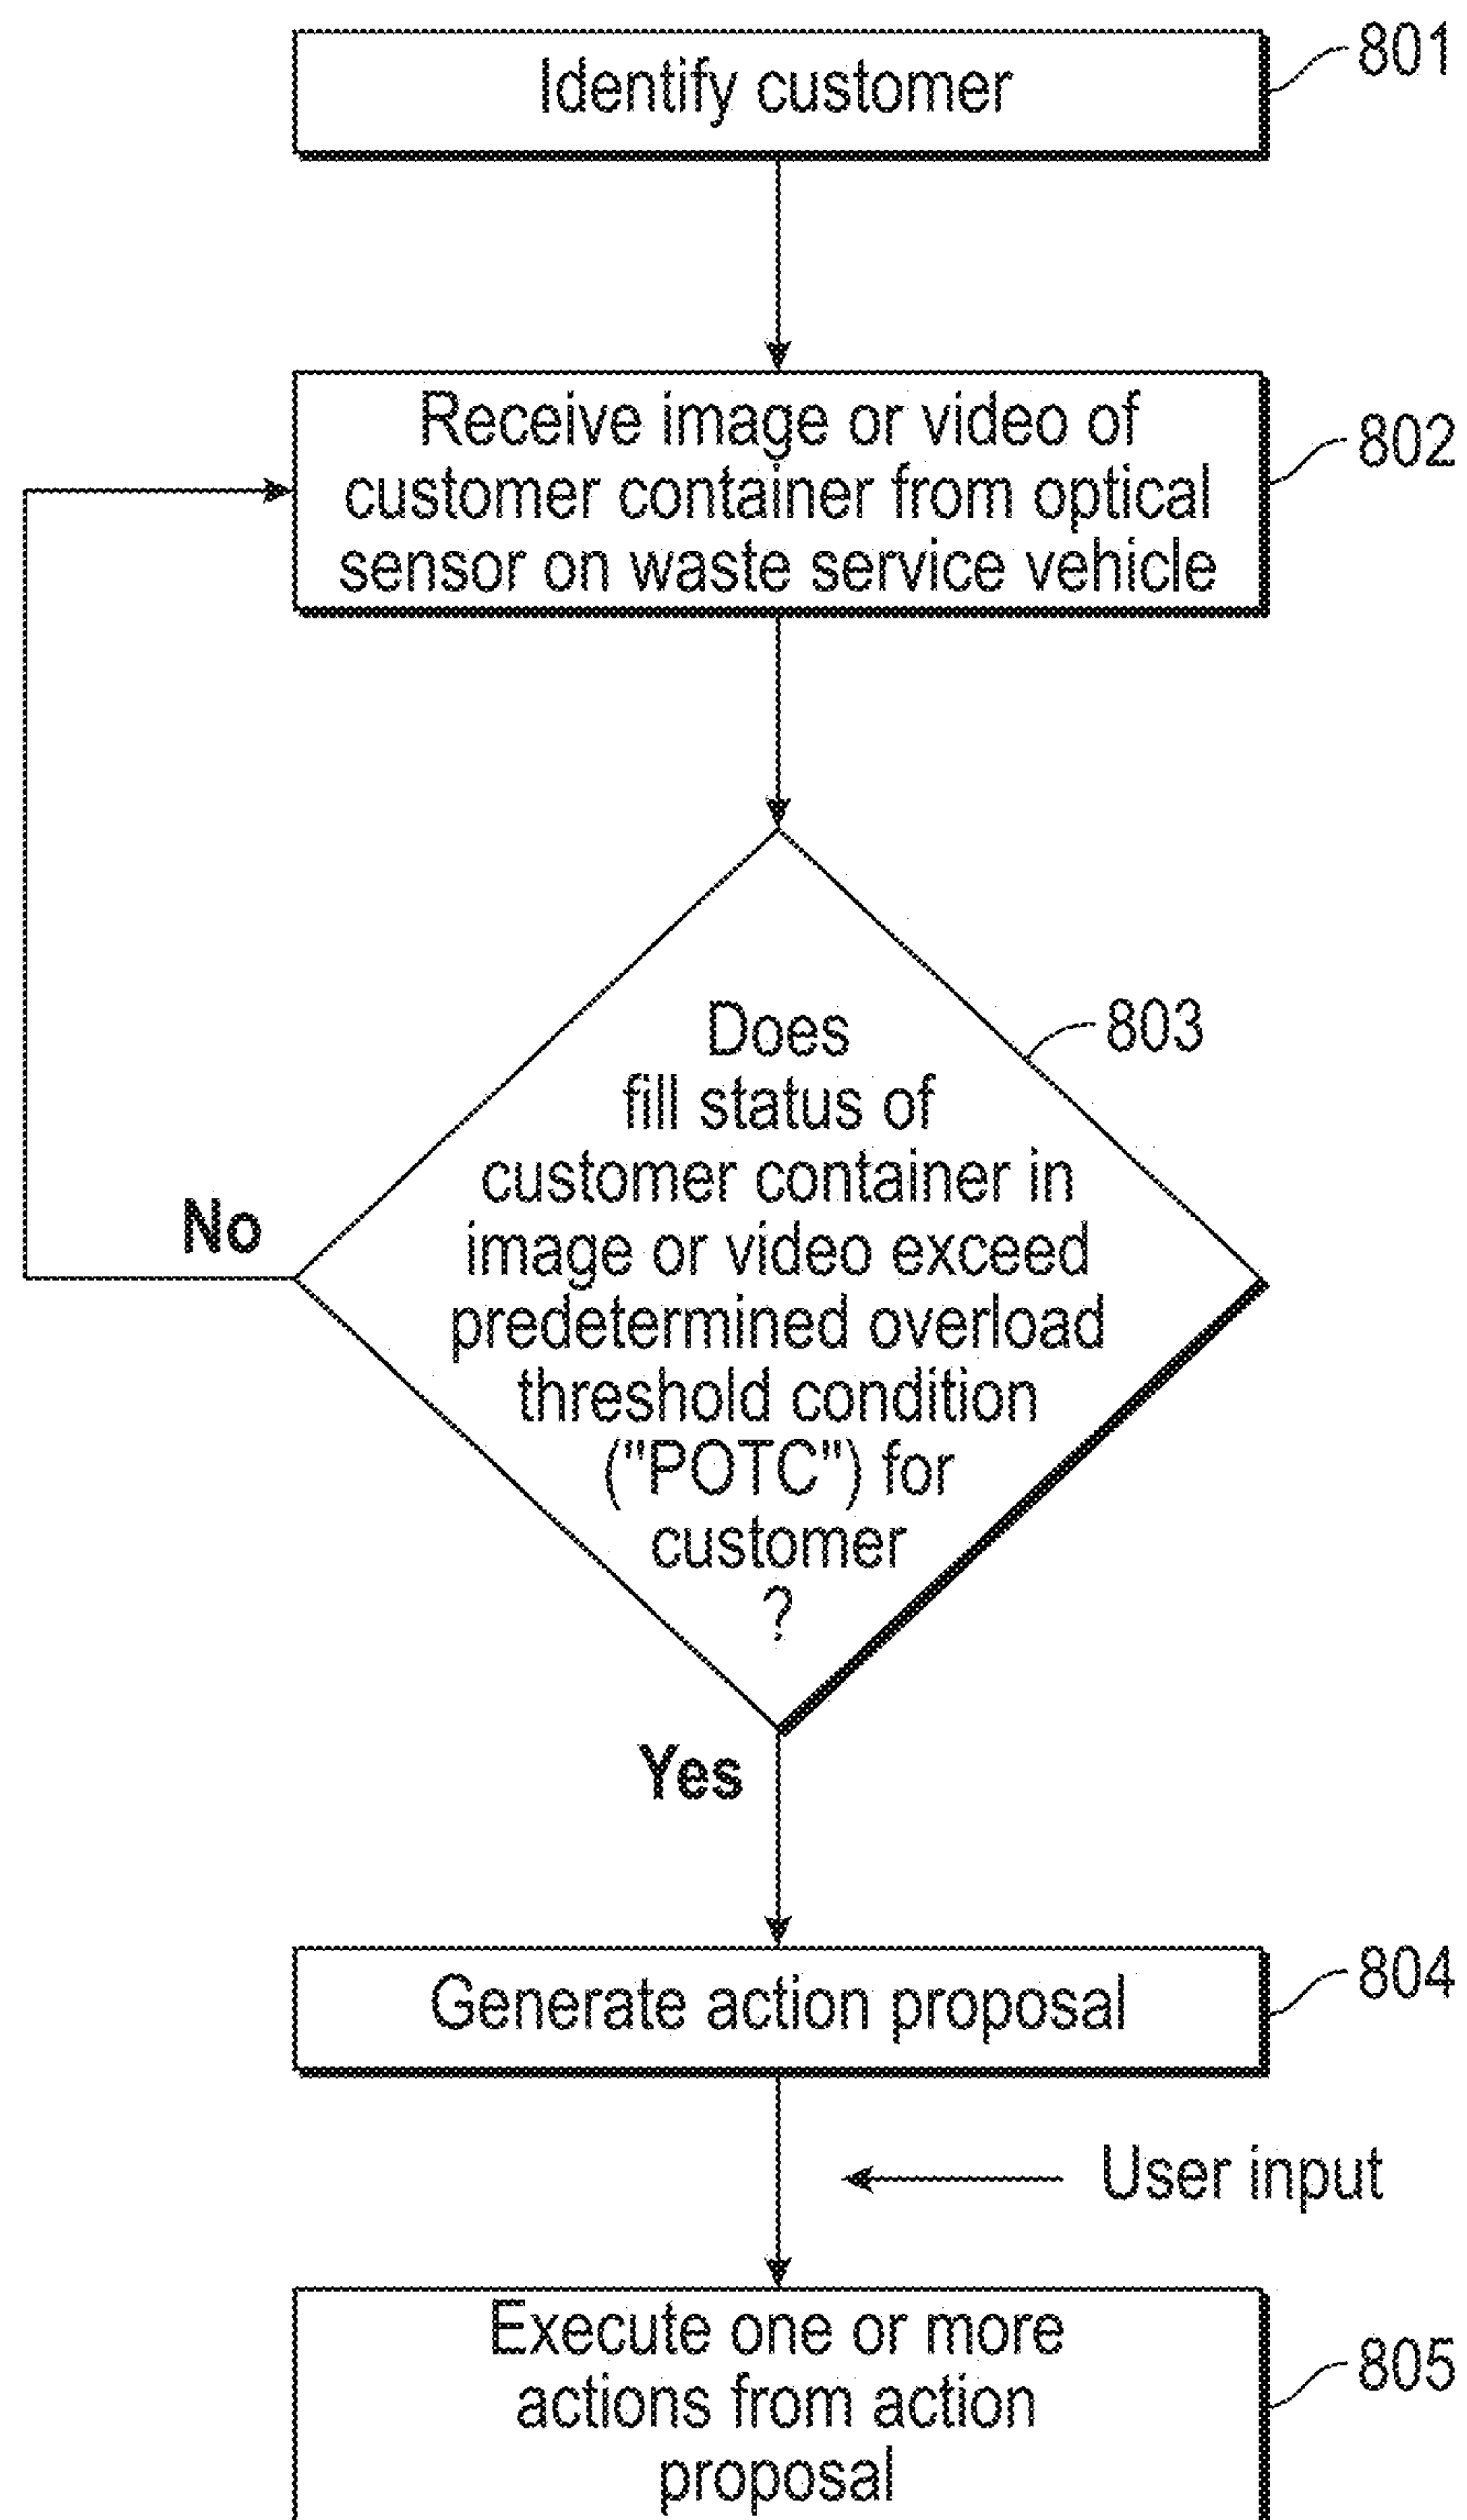 Identify customer
801
Receive image or video of
customer container from optical
sensor on waste service vehicle
802
Does
fill status of
customer container in
image or video exceed
predetermined overload
threshold condition
("POTC") for
customer
?
803
No
Yes
Generate action proposal
804
User input
Execute one or more
actions from action
proposal
805